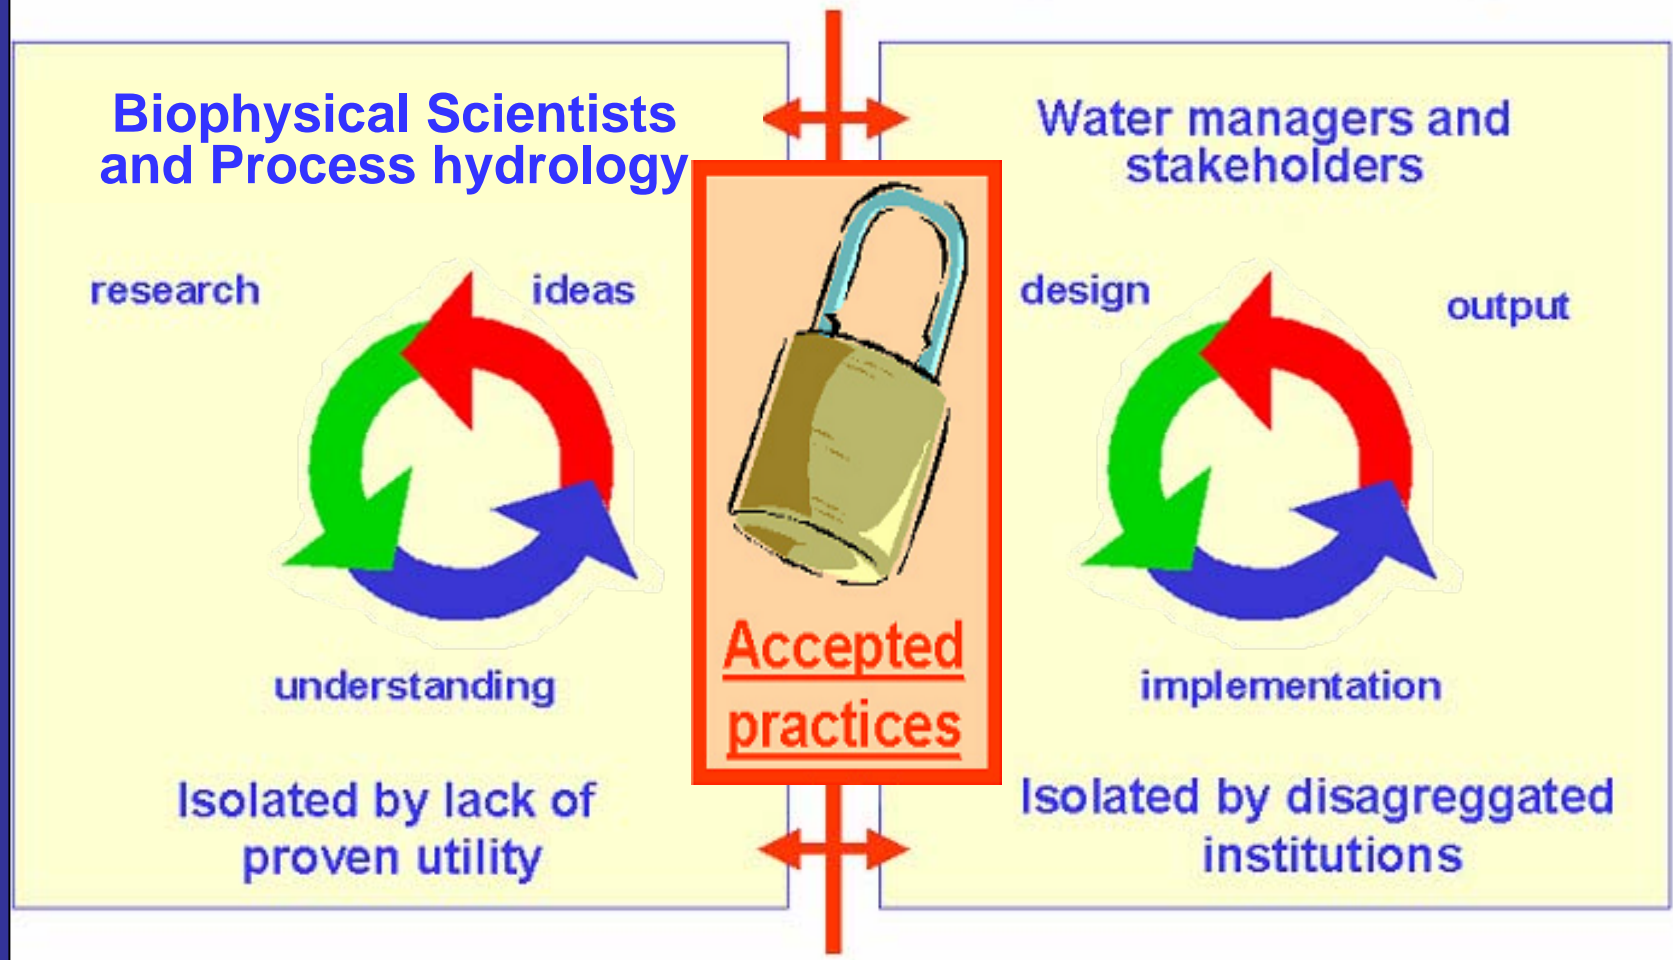 Biophysical Scientists
and Process hydrology
research
ideas
understanding
Isolated by lack of
proven utility
Accepted
practices
Water managers and
stakeholders
design
output
implementation
Isolated by disagreggated
institutions